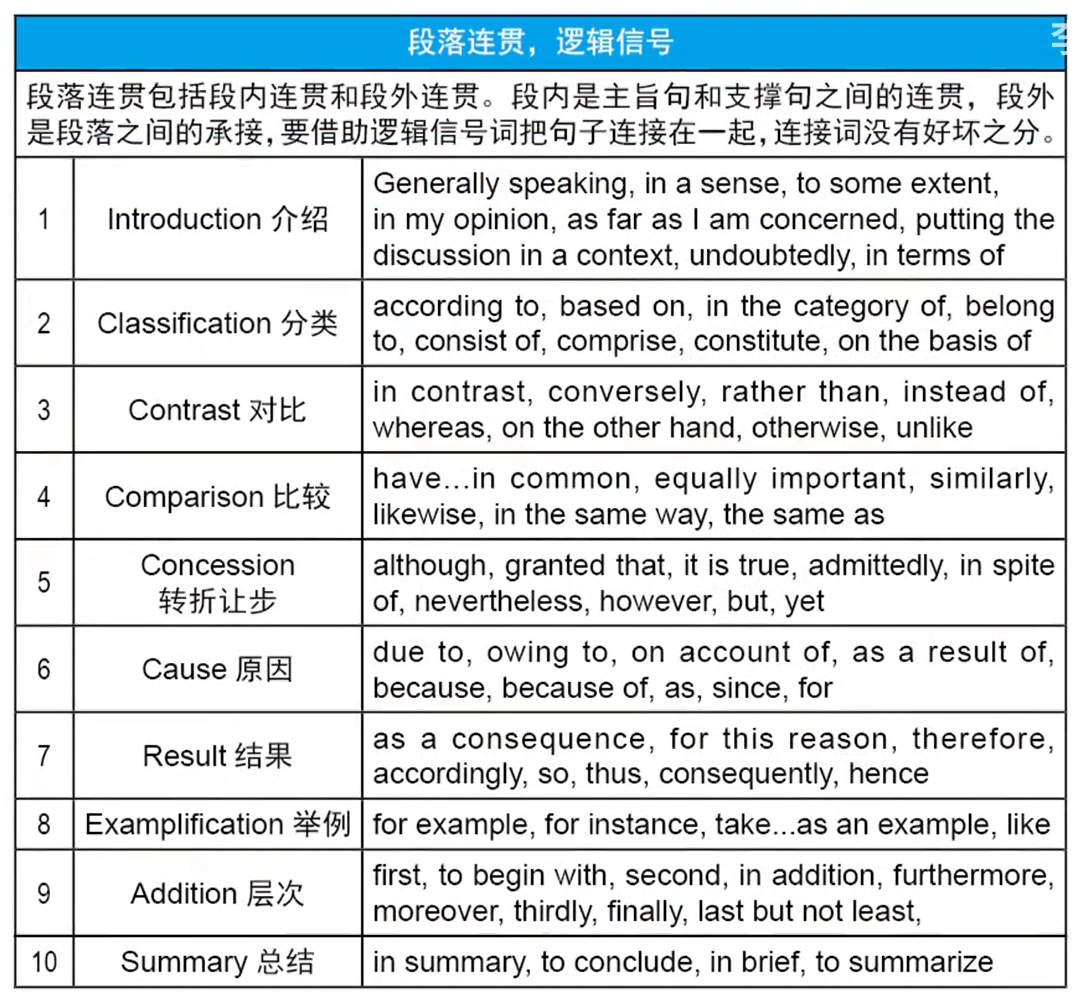 段落连贯，逻辑信号
段落连贯包括段内连贯和段外连贯。段内是主旨句和支撑句之间的连贯，段外
是段落之间的承接，要借助逻辑信号词把句子连接在一起，连接词没有好坏之分。
1
Introduction 介绍
Generally speaking, in a sense, to some extent,
in my opinion, as far as I am concerned, putting the
discussion in a context, undoubtedly, in terms of
2
Classification 分类
according to, based on, in the category of, belong
to, consist of, comprise, constitute, on the basis of
3
Contrast 对比
in contrast, conversely, rather than, instead of,
whereas, on the other hand, otherwise, unlike
4
Comparison 比较
have...in common, equally important, similarly,
likewise, in the same way, the same as
5
Concession
转折让步
although, granted that, it is true, admittedly, in spite
of, nevertheless, however, but, yet
6
Cause 原因
due to, owing to, on account of, as a result of,
because, because of, as, since, for
7
Result 结果
as a consequence, for this reason, therefore,
accordingly, so, thus, consequently, hence
8
Examplification 举例
for example, for instance, take...as an example, like
9
Addition 层次
first, to begin with, second, in addition, furthermore,
moreover, thirdly, finally, last but not least,
10
Summary 总结
in summary, to conclude, in brief, to summarize